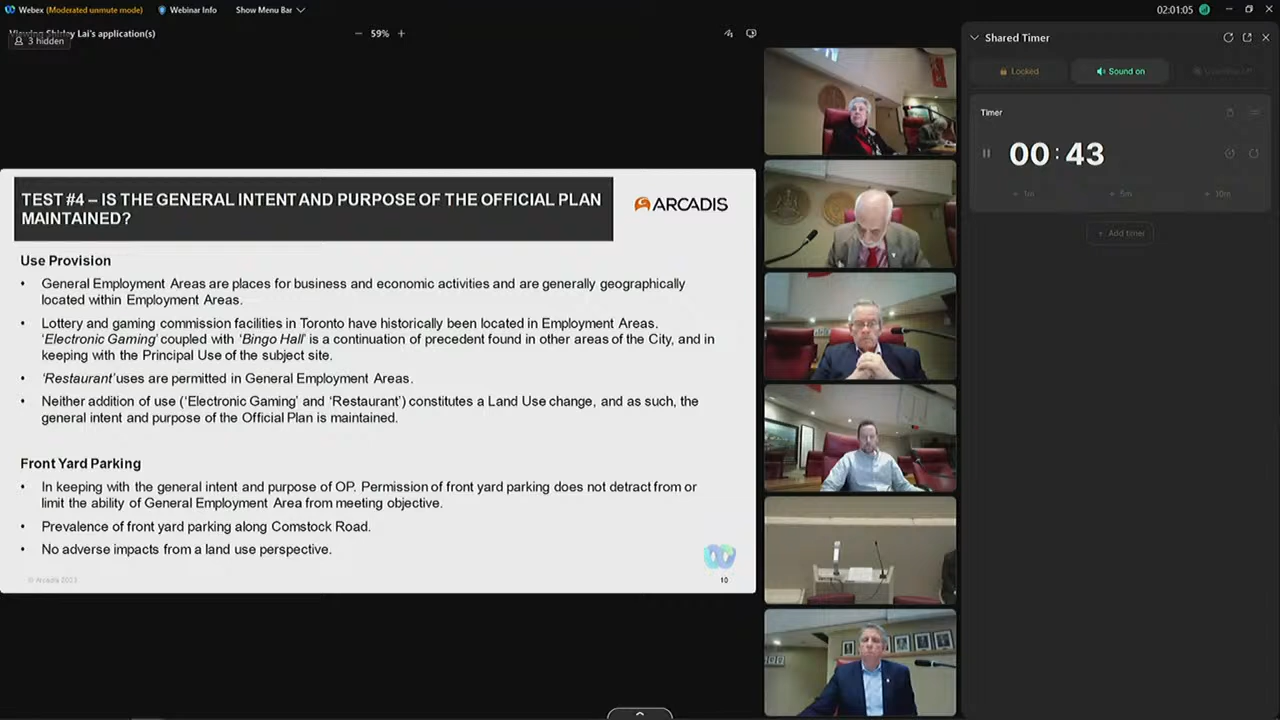 Webex (Moderated unmute mode) Webinar Info Show Menu Bar 02:01:05
Viewing Shirley Lai's application(s) 59%
3 hidden
TEST #4 – IS THE GENERAL INTENT AND PURPOSE OF THE OFFICIAL PLAN
MAINTAINED?
ARCADIS
Use Provision
• General Employment Areas are places for business and economic activities and are generally geographically
located within Employment Areas.
• Lottery and gaming commission facilities in Toronto have historically been located in Employment Areas.
'Electronic Gaming' coupled with 'Bingo Hall' is a continuation of precedent found in other areas of the City, and in
keeping with the Principal Use of the subject site.
• 'Restaurant' uses are permitted in General Employment Areas.
• Neither addition of use ('Electronic Gaming' and 'Restaurant') constitutes a Land Use change, and as such, the
general intent and purpose of the Official Plan is maintained.
Front Yard Parking
• In keeping with the general intent and purpose of OP. Permission of front yard parking does not detract from or
limit the ability of General Employment Area from meeting objective.
• Prevalence of front yard parking along Comstock Road.
• No adverse impacts from a land use perspective.
© Arcadis 2023
10
Shared Timer
Locked Sound on
Timer
00:43
+ 1m + 5m + 10m
+ Add timer